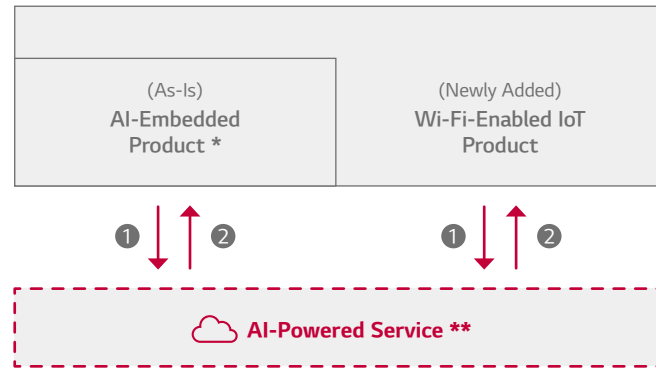 (As-Is)
AI-Embedded
Product *
(Newly Added)
Wi-Fi-Enabled IoT
Product
1 2
1 2
AI-Powered Service **